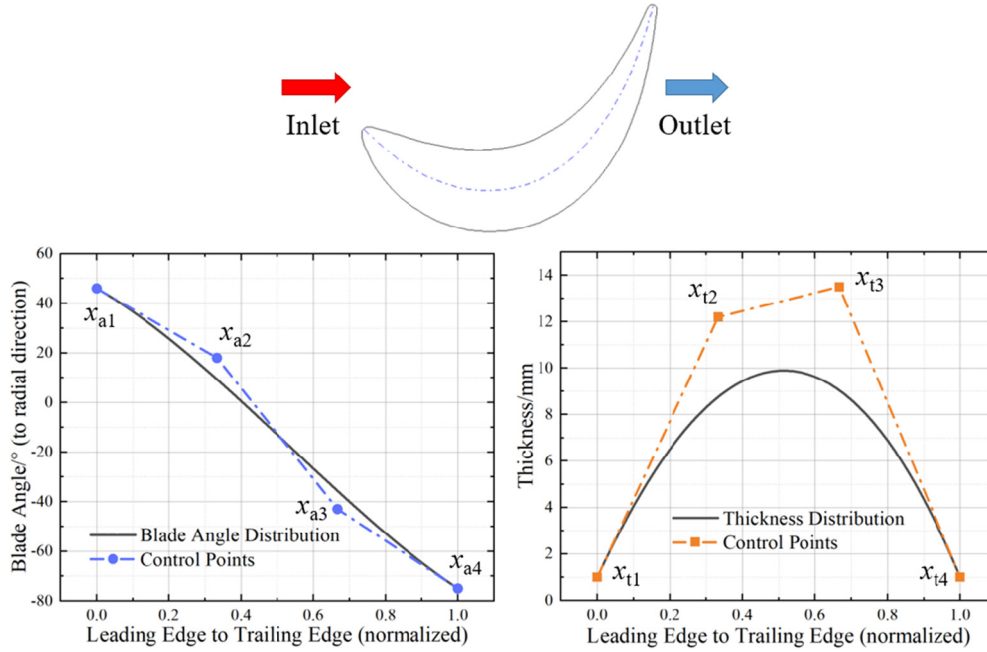 Inlet
Outlet
Blade Angle/° (to radial direction)
60
40
20
0
-20
-40
-60
-80
xa1
xa2
xa3
xa4
Blade Angle Distribution
Control Points
0.0 0.2 0.4 0.6 0.8 1.0
Leading Edge to Trailing Edge (normalized)
Thickness/mm
14
12
10
8
6
4
2
0
xt2
xt3
Thickness Distribution
Control Points
xt1
xt4
0.0 0.2 0.4 0.6 0.8 1.0
Leading Edge to Trailing Edge (normalized)